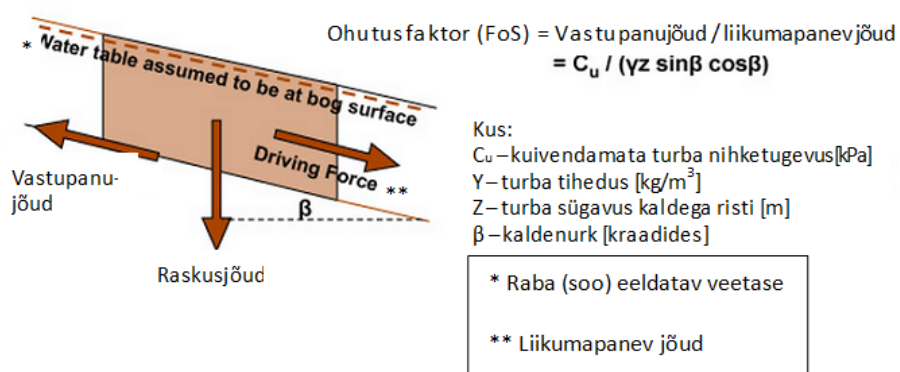 Ohutusfaktor (FoS) = Vastupanujõud/liikumapanevjõud
= Cu / (γz sinβ cosβ)
* Water table assumed to be at bog surface
Driving Force **
Vastupanu-
jõud
β
Raskusjõud
Kus:
Cu – kuivendamata turba nihketugevus[kPa]
Y – turba tihedus [kg/m³]
Z – turba sügavus kaldega risti [m]
β – kaldenurk [kraadides]
* Raba (soo) eeldatav veetase
** Liikumapanev jõud